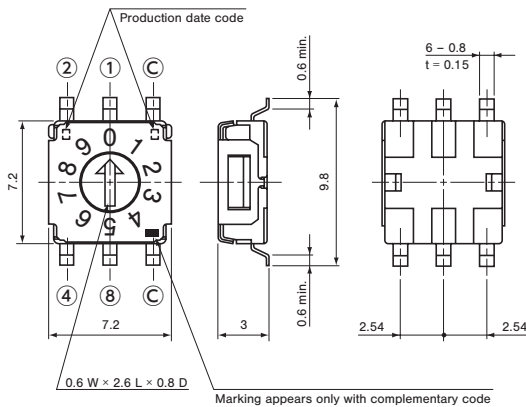 Production date code
② ① Ⓒ
0.6 min.
6 – 0.8
t = 0.15
0
1
2
3
4
5
6
7
8
9
7.2
9.8
④ ⑧ Ⓒ
0.6 min.
7.2
3
2.54
2.54
0.6 W × 2.6 L × 0.8 D
Marking appears only with complementary code